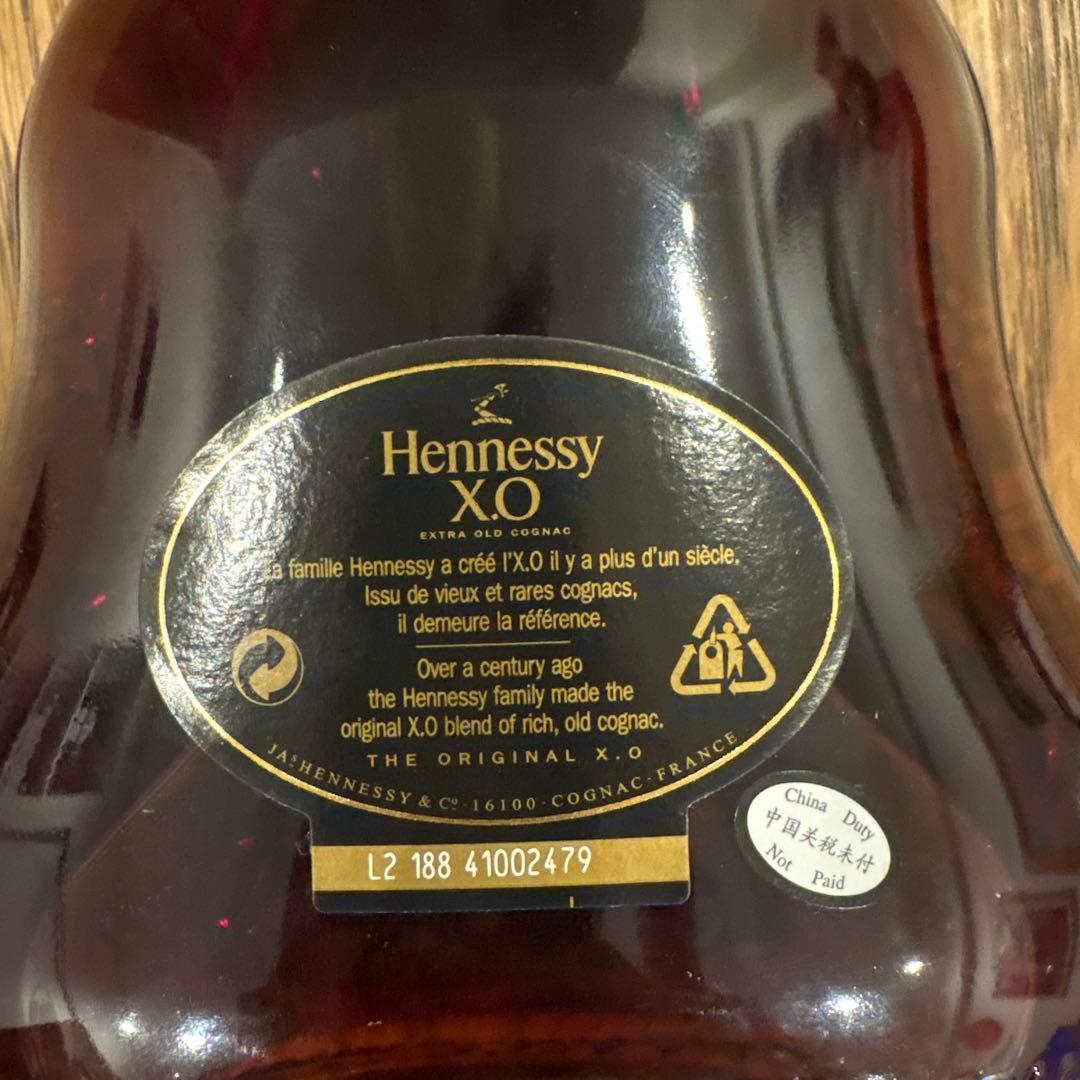 Hennessy
X.O
EXTRA OLD COGNAC
La famille Hennessy a créé l'X.O il y a plus d'un siècle.
Issu de vieux et rares cognacs,
il demeure la référence.
Over a century ago
the Hennessy family made the
original X.O blend of rich, old cognac.
THE ORIGINAL X.O
JAS HENNESSY & Cº · 16100 · COGNAC · FRANCE
L2 188 41002479
China Duty
中国关税未付
Not Paid